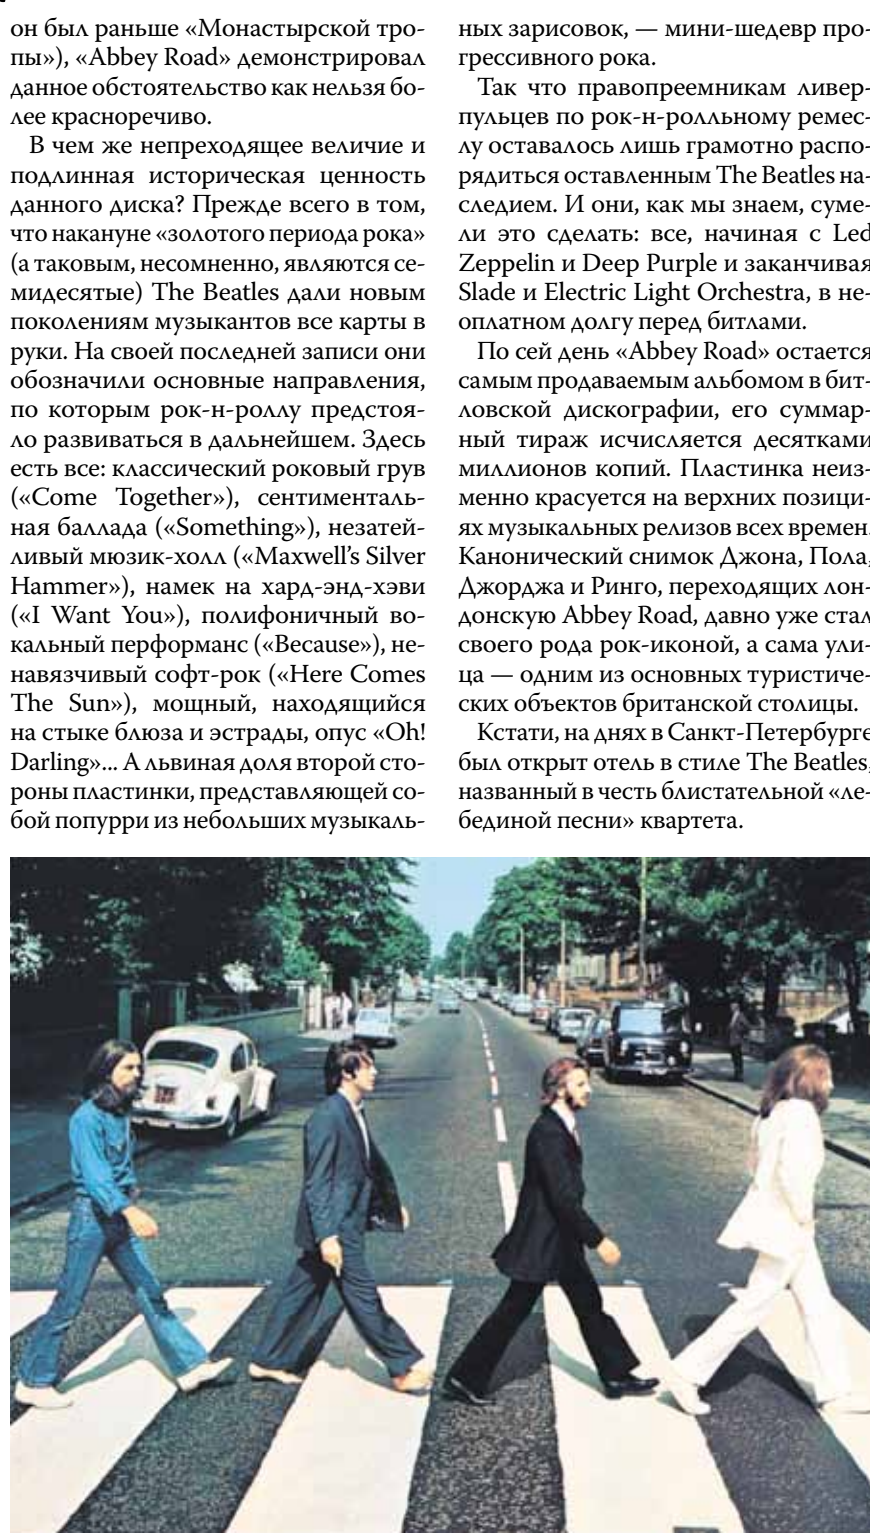 он был раньше «Монастырской тро-
пы»), «Abbey Road» демонстрировал
данное обстоятельство как нельзя бо-
лее красноречиво.
В чем же непреходящее величие и
подлинная историческая ценность
данного диска? Прежде всего в том,
что накануне «золотого периода рока»
(а таковым, несомненно, являются се-
мидесятые) The Beatles дали новым
поколениям музыкантов все карты в
руки. На своей последней записи они
обозначили основные направления,
по которым рок-н-роллу предстоя-
ло развиваться в дальнейшем. Здесь
есть все: классический роковый грув
(«Come Together»), сентименталь-
ная баллада («Something»), незатей-
ливый мюзик-холл («Maxwell’s Silver
Hammer»), намек на хард-энд-хэви
(«I Want You»), полифоничный во-
кальный перформанс («Because»), не-
навязчивый софт-рок («Here Comes
The Sun»), мощный, находящийся
на стыке блюза и эстрады, опус «Oh!
Darling»... А львиная доля второй сто-
роны пластинки, представляющей со-
бой попурри из небольших музыкаль-
ных зарисовок, — мини-шедевр про-
грессивного рока.
Так что правопреемникам ливер-
пульцев по рок-н-ролльному ремес-
лу оставалось лишь грамотно распо-
рядиться оставленным The Beatles на-
следием. И они, как мы знаем, суме-
ли это сделать: все, начиная с Led
Zeppelin и Deep Purple и заканчивая
Slade и Electric Light Orchestra, в не-
оплатном долгу перед битлами.
По сей день «Abbey Road» остается
самым продаваемым альбомом в бит-
ловской дискографии, его суммар-
ный тираж исчисляется десятками
миллионов копий. Пластинка неиз-
менно красуется на верхних позици-
ях музыкальных релизов всех времен.
Канонический снимок Джона, Пола,
Джорджа и Ринго, переходящих лон-
донскую Abbey Road, давно уже стал
своего рода рок-иконой, а сама ули-
ца — одним из основных туристиче-
ских объектов британской столицы.
Кстати, на днях в Санкт-Петербурге
был открыт отель в стиле The Beatles,
названный в честь блистательной «ле-
бединой песни» квартета.